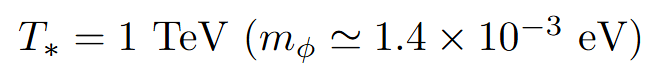 T_* = 1 TeV (m_ϕ ≃ 1.4 × 10^{-3} eV)